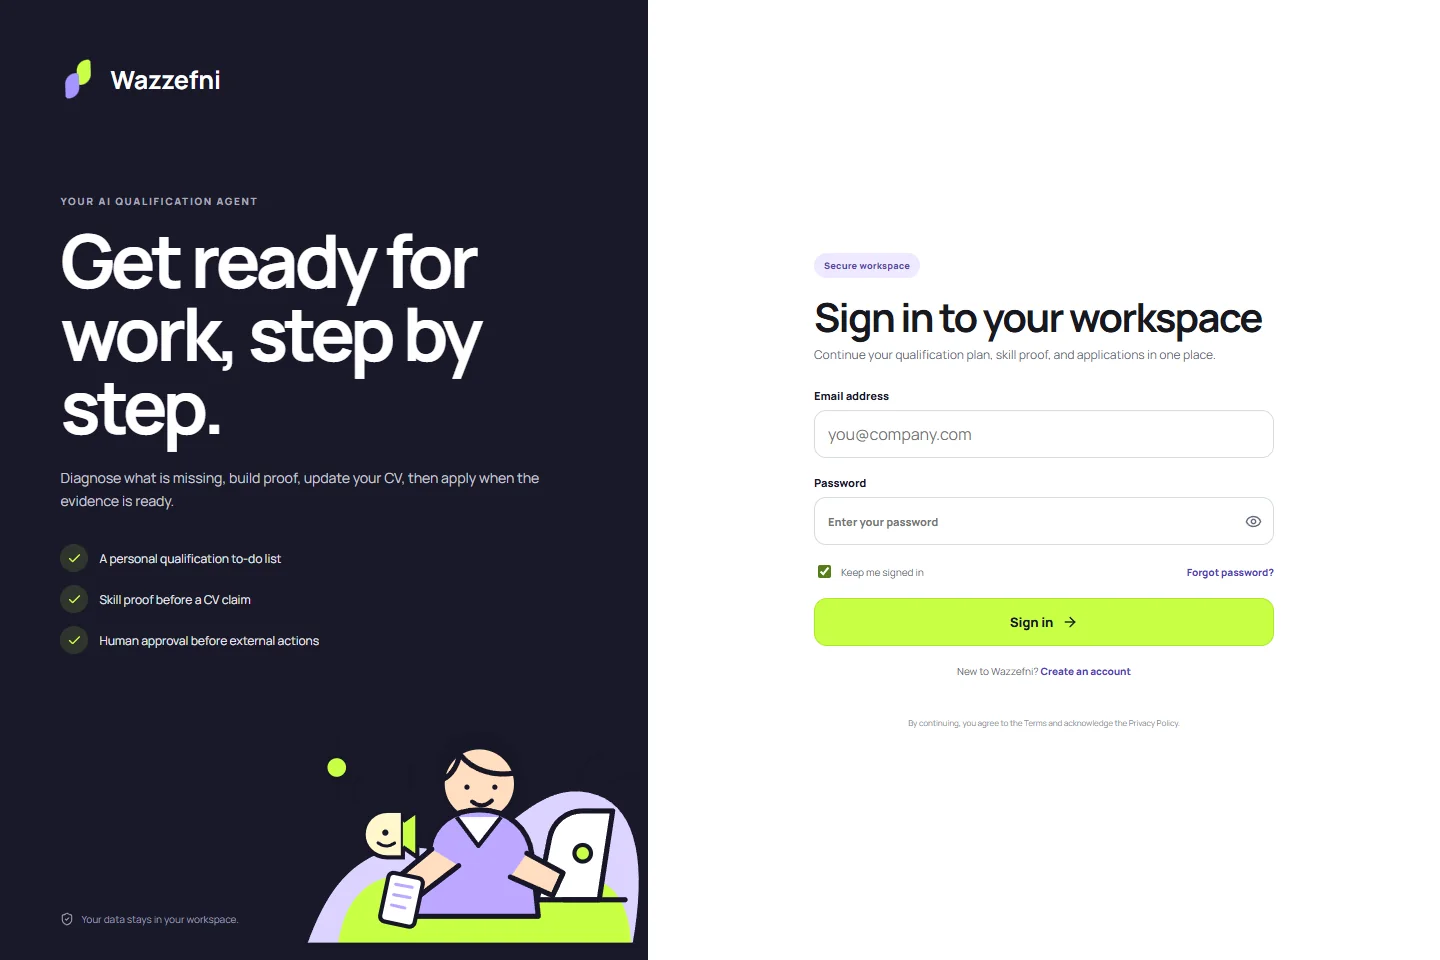 Wazzefni
YOUR AI QUALIFICATION AGENT
Get ready for
work, step by
step.
Diagnose what is missing, build proof, update your CV, then apply when the
evidence is ready.
A personal qualification to-do list
Skill proof before a CV claim
Human approval before external actions
Your data stays in your workspace.
Secure workspace
Sign in to your workspace
Continue your qualification plan, skill proof, and applications in one place.
Email address
you@company.com
Password
Enter your password
Keep me signed in
Forgot password?
Sign in
New to Wazzefni? Create an account
By continuing, you agree to the Terms and acknowledge the Privacy Policy.